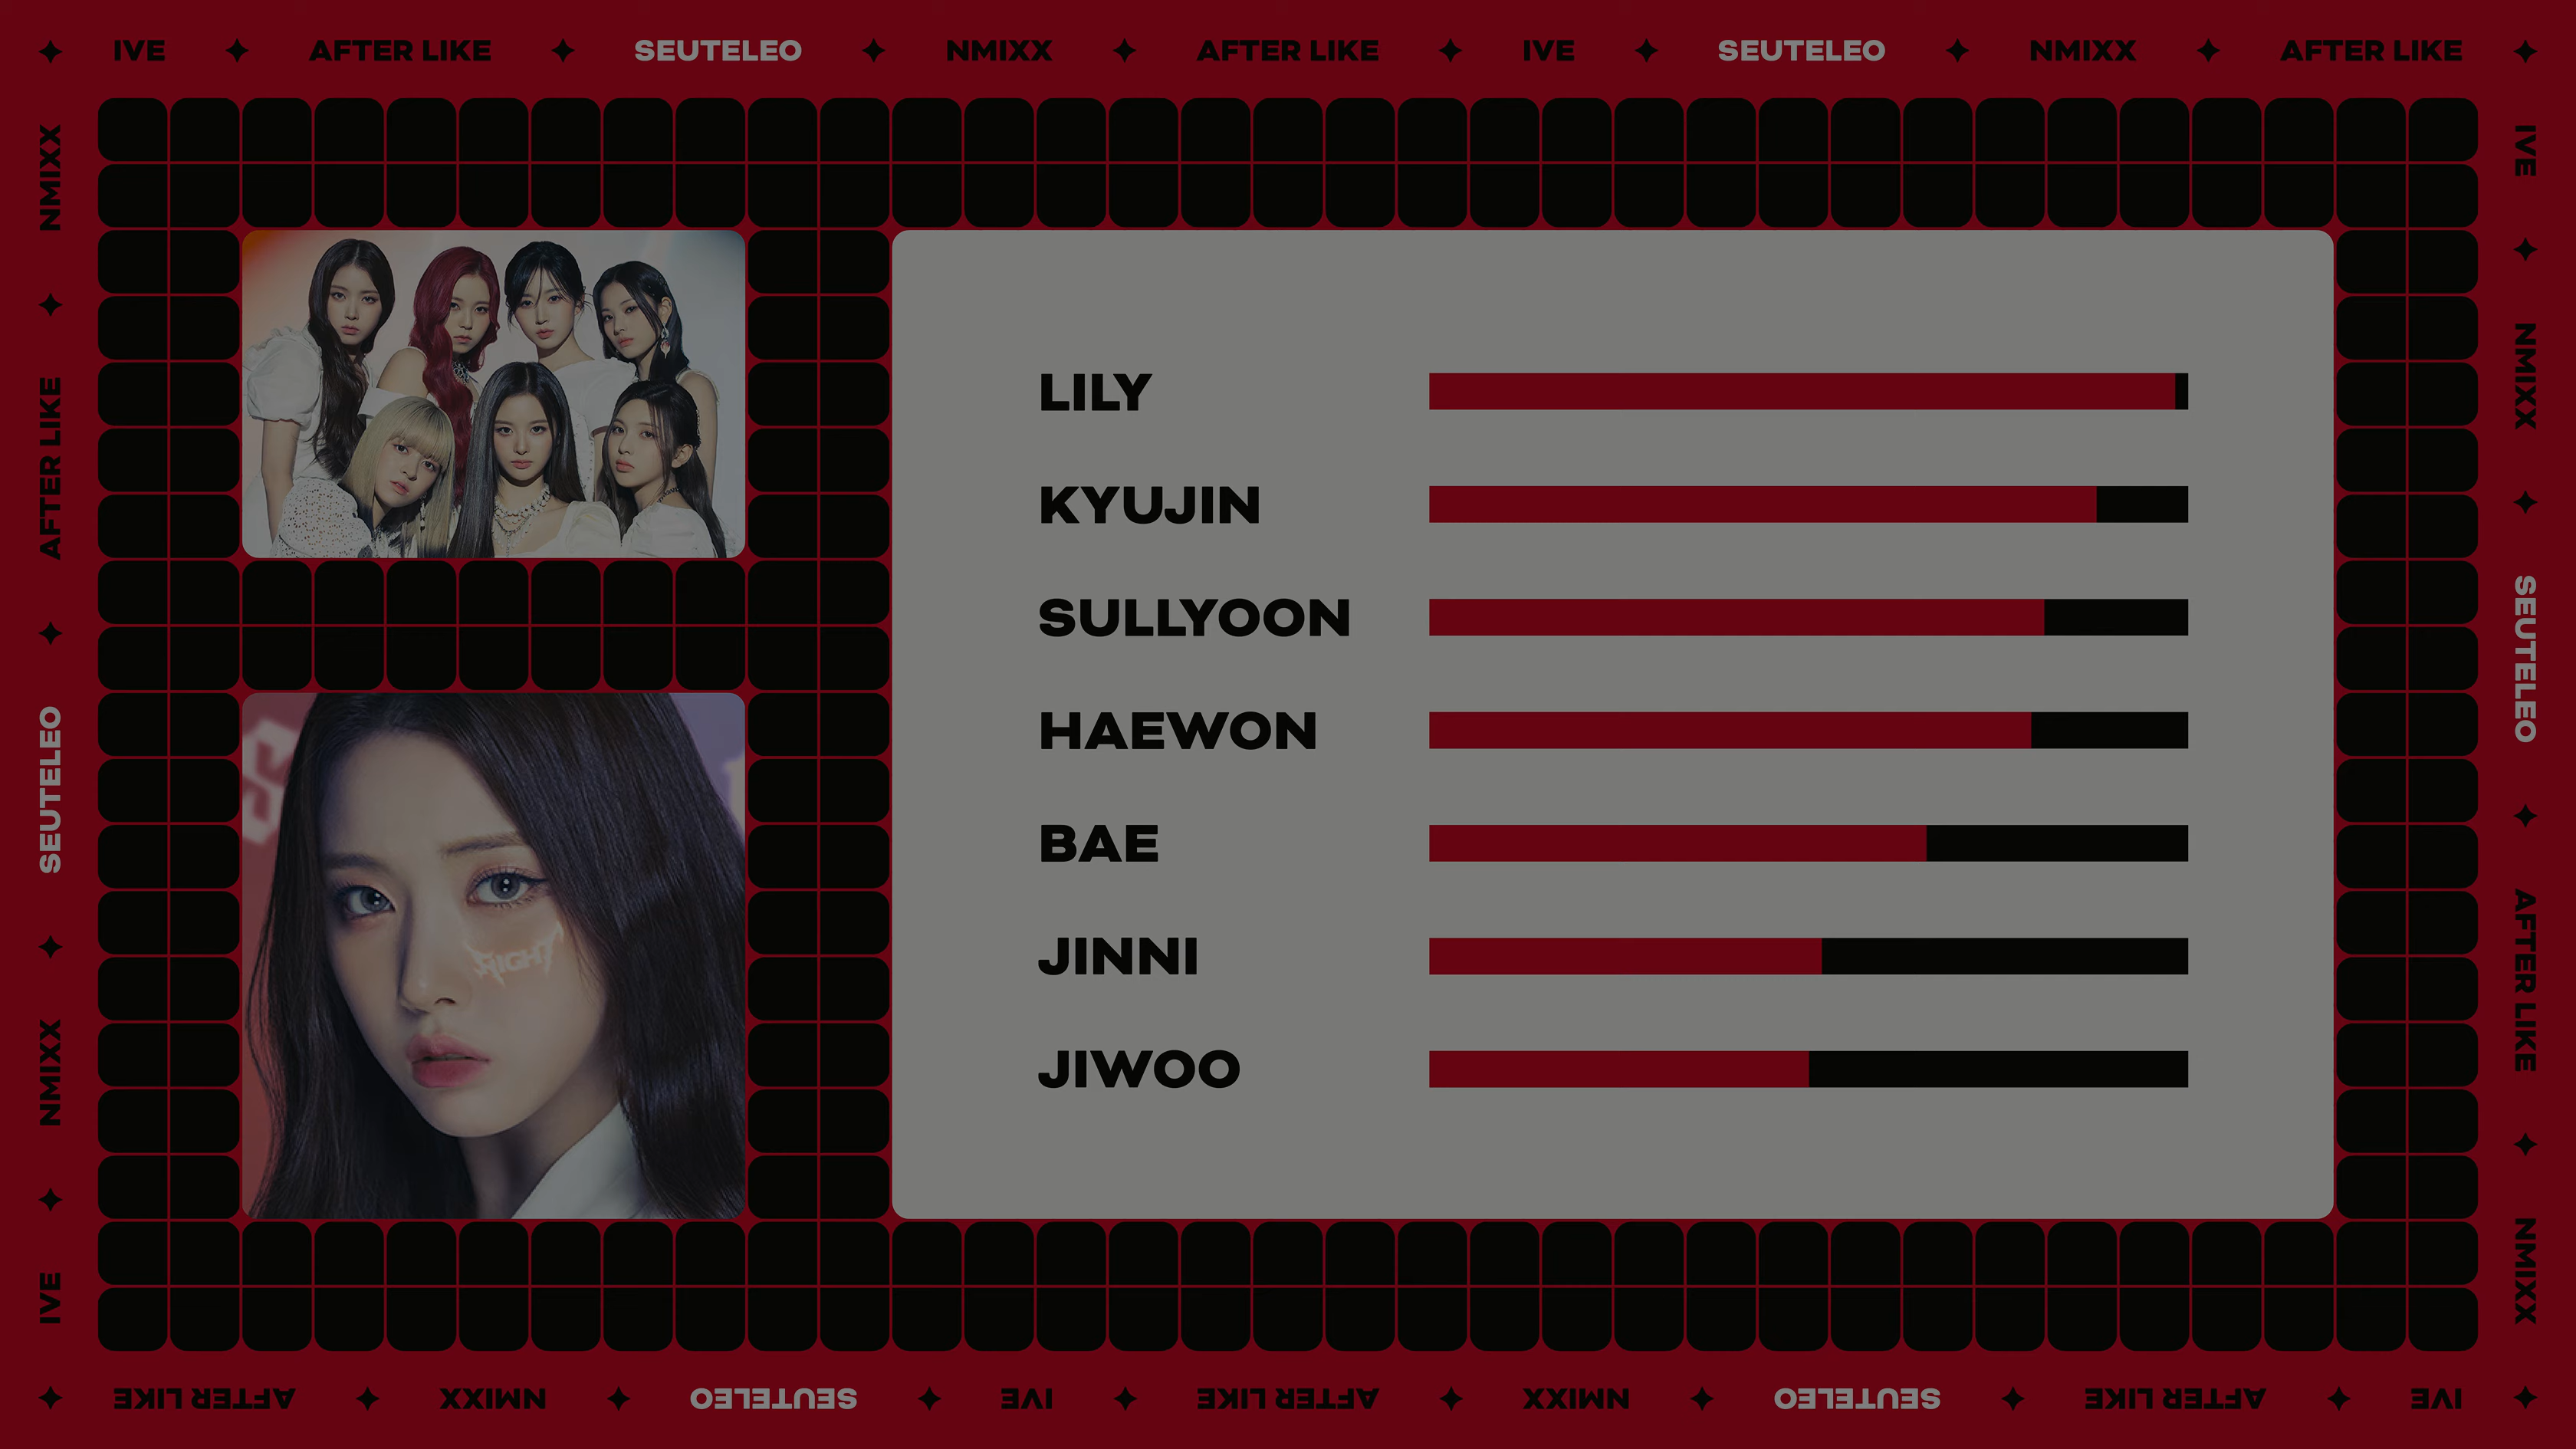 IVE ✦ AFTER LIKE ✦ SEUTELEO ✦ NMIXX ✦ AFTER LIKE ✦ IVE ✦ SEUTELEO ✦ NMIXX ✦ AFTER LIKE
NMIXX
AFTER LIKE
SEUTELEO
NMIXX
IVE
NIGHT
LILY
KYUJIN
SULLYOON
HAEWON
BAE
JINNI
JIWOO
IVE
NMIXX
SEUTELEO
AFTER LIKE
NMIXX
AFTER LIKE ✦ NMIXX ✦ SEUTELEO ✦ IVE ✦ AFTER LIKE ✦ NMIXX ✦ SEUTELEO ✦ AFTER LIKE ✦ IVE